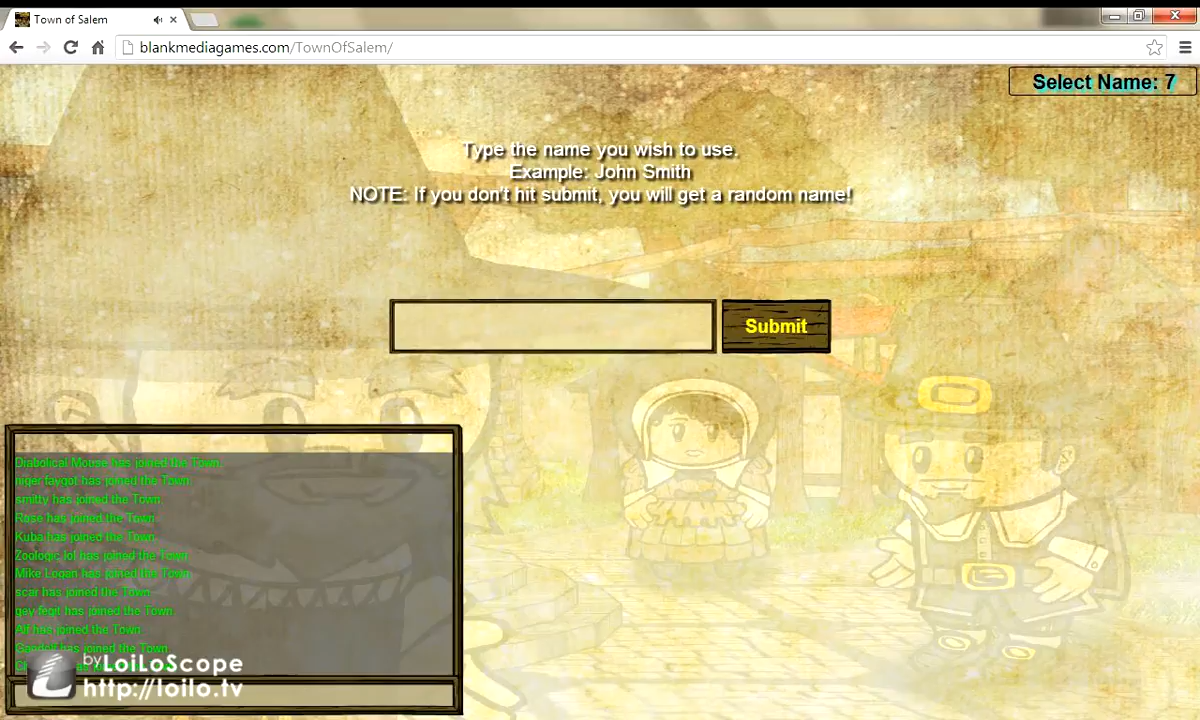 Town of Salem
blankmediagames.com/TownOfSalem/
Select Name: 7
Type the name you wish to use.
Example: John Smith
NOTE: If you don't hit submit, you will get a random name!
Submit
Diabolical Mouse has joined the Town.
niger faygot has joined the Town.
smitty has joined the Town.
Rose has joined the Town.
Kuba has joined the Town.
Zoologic lol has joined the Town.
Mike Logan has joined the Town.
scar has joined the Town.
gay fegit has joined the Town.
Alf has joined the Town.
has joined the Town.
by LoiLoScope
http://loilo.tv